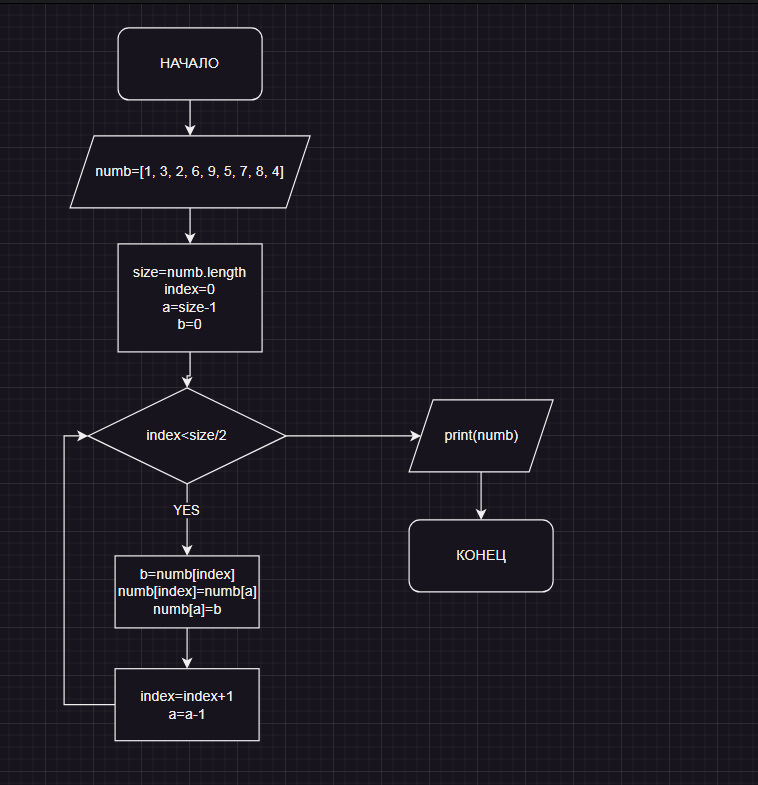 НАЧАЛО
numb=[1, 3, 2, 6, 9, 5, 7, 8, 4]
size=numb.length
index=0
a=size-1
b=0
index<size/2
print(numb)
YES
КОНЕЦ
b=numb[index]
numb[index]=numb[a]
numb[a]=b
index=index+1
a=a-1